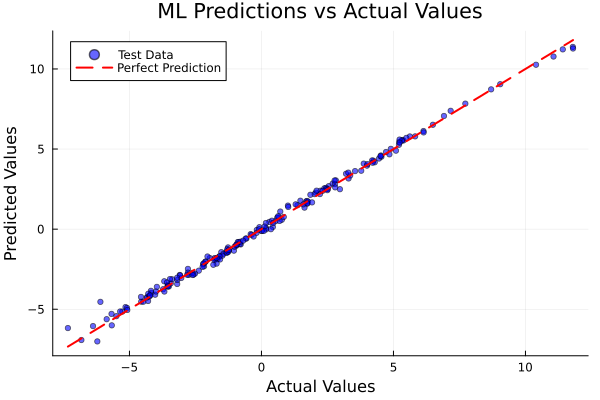 ML Predictions vs Actual Values
Test Data
Perfect Prediction
Predicted Values
10
5
0
−5
−5
0
5
10
Actual Values